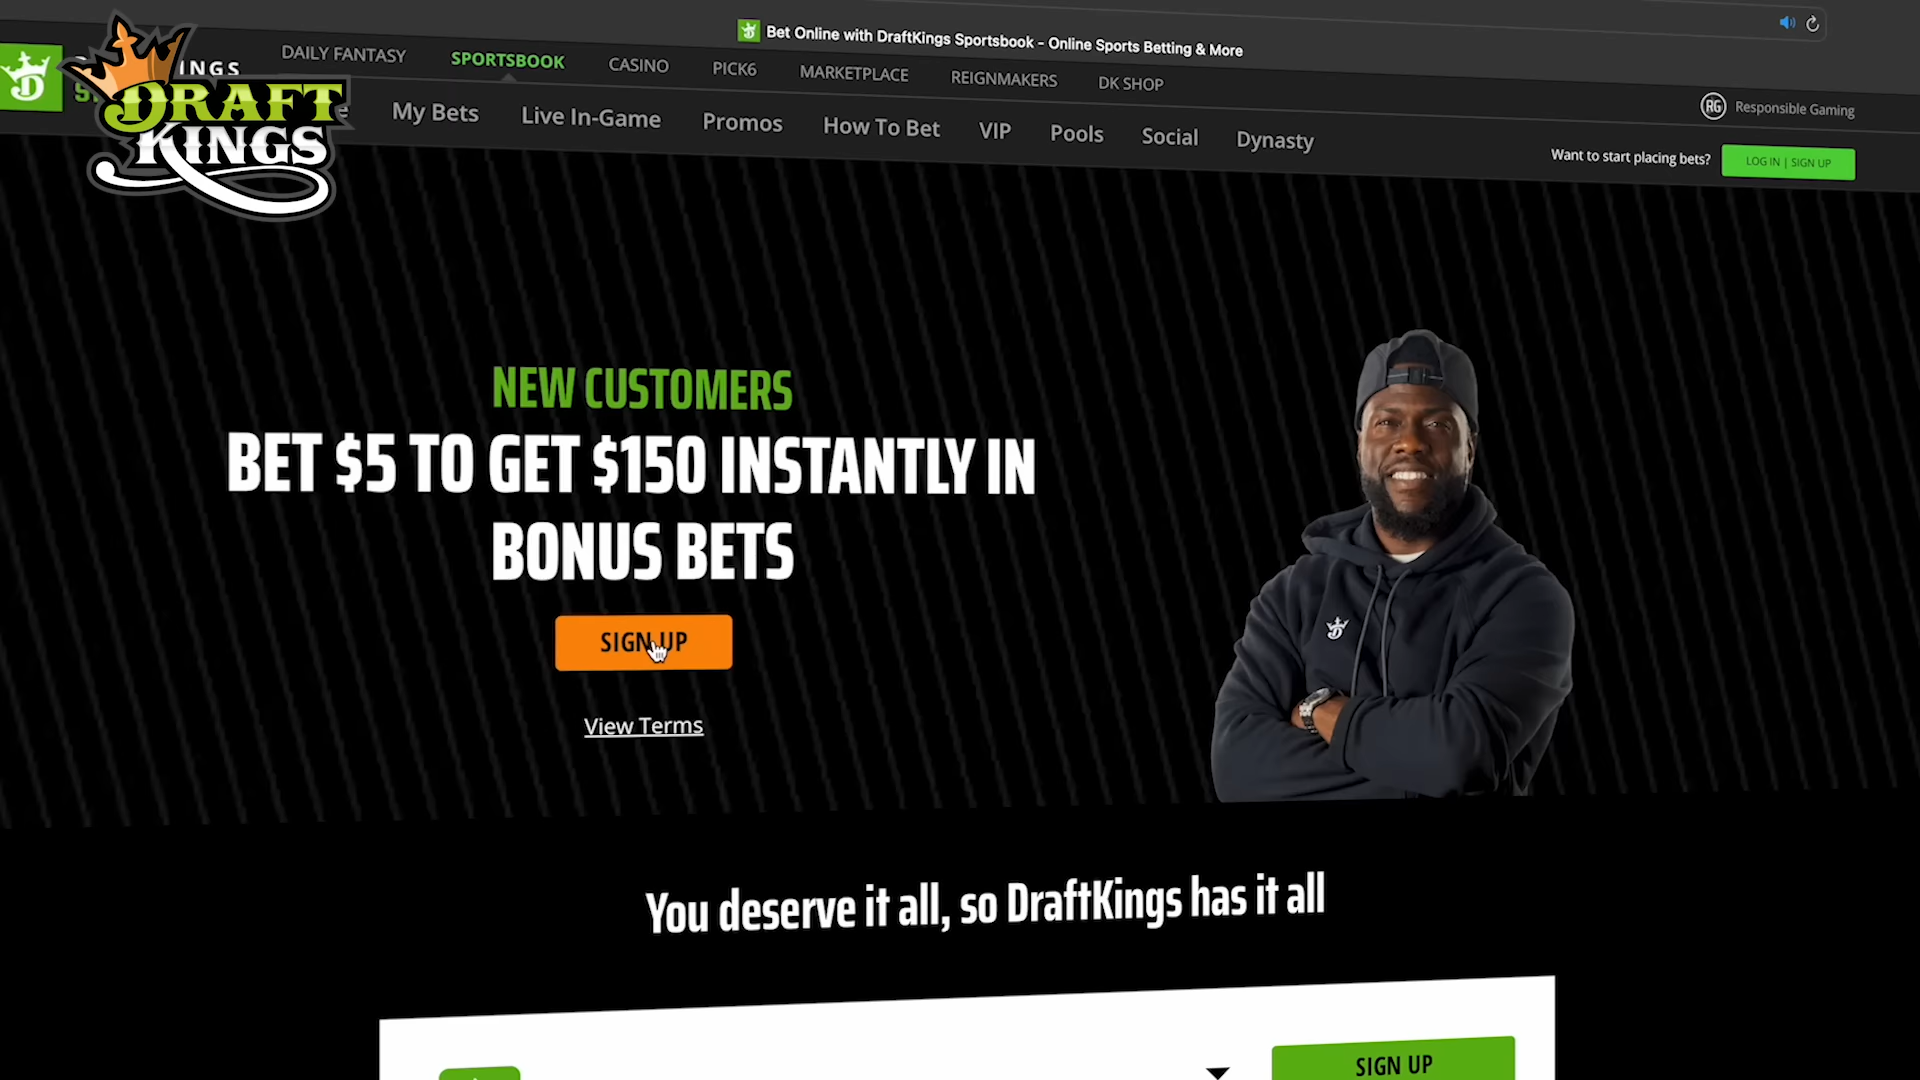 Bet Online with DraftKings Sportsbook - Online Sports Betting & More
DRAFT
KINGS
DAILY FANTASY SPORTSBOOK CASINO PICK6 MARKETPLACE REIGNMAKERS DK SHOP
RG Responsible Gaming
My Bets Live In-Game Promos How To Bet VIP Pools Social Dynasty
Want to start placing bets? LOG IN | SIGN UP
NEW CUSTOMERS
BET $5 TO GET $150 INSTANTLY IN
BONUS BETS
SIGN UP
View Terms
You deserve it all, so DraftKings has it all
SIGN UP